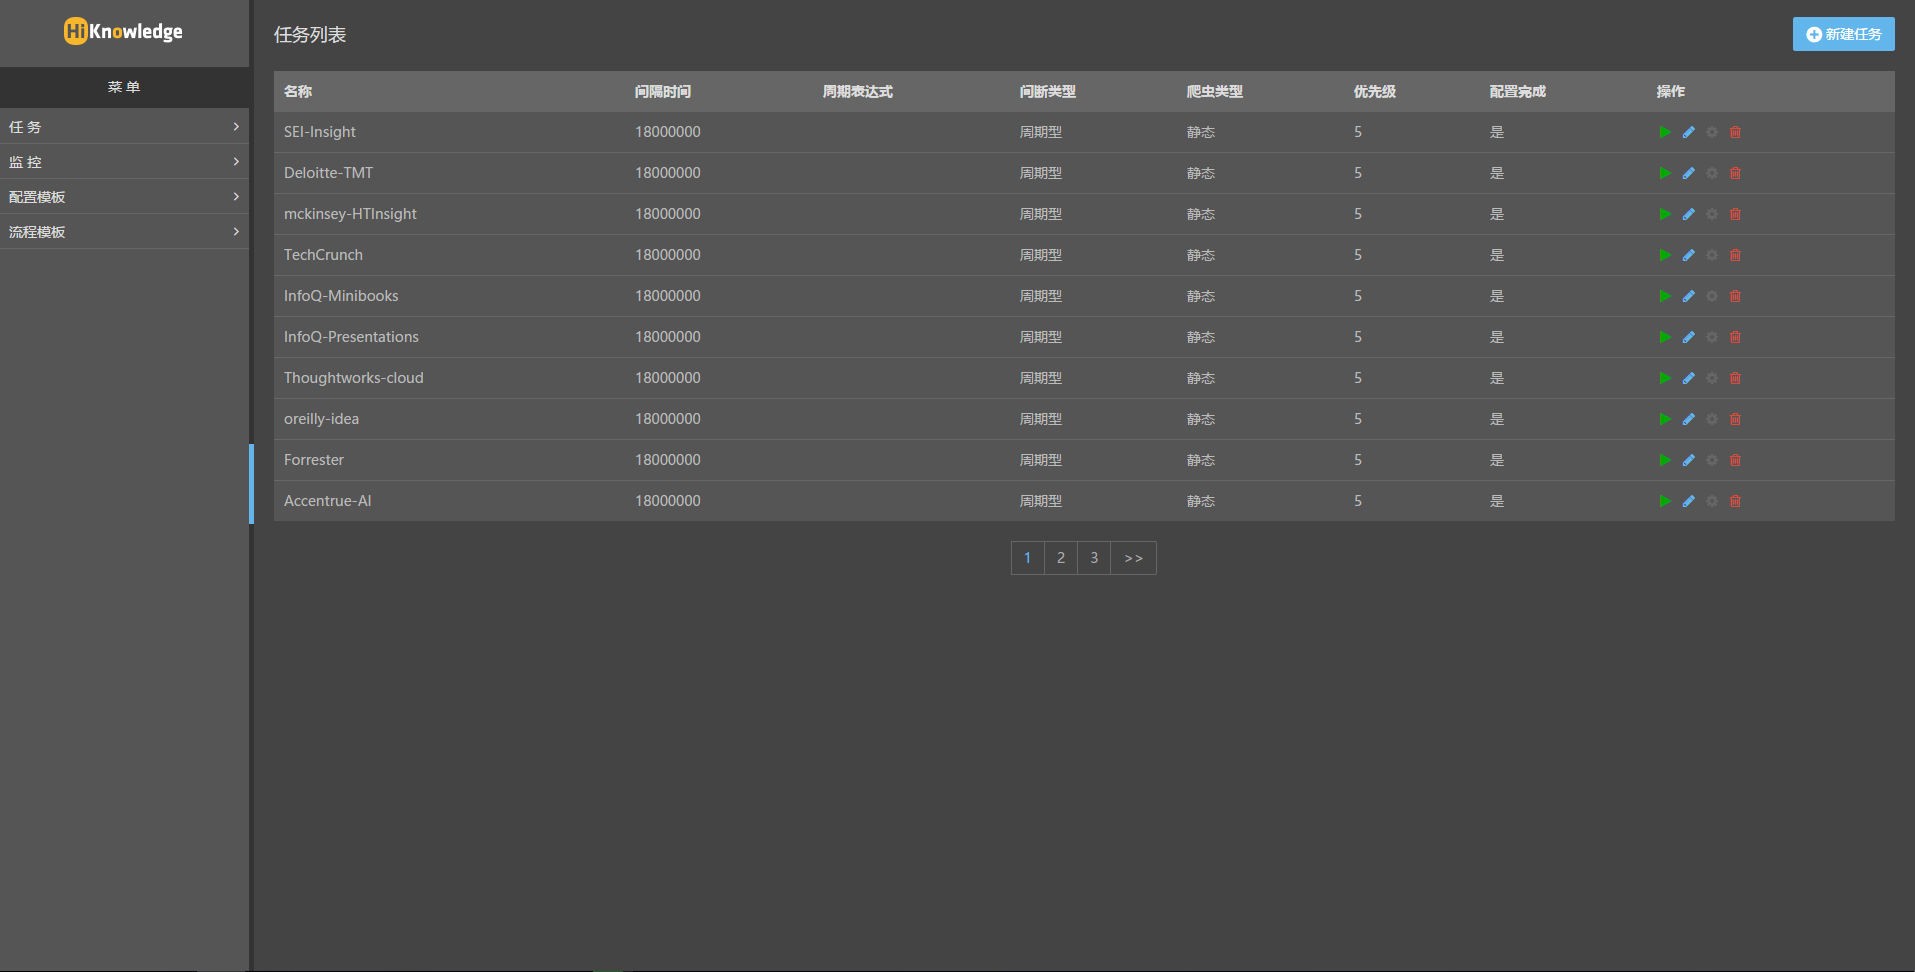 HiKnowledge
菜 单
任 务
监 控
配置模板
流程模板
任务列表
新建任务
名称 间隔时间 周期表达式 间断类型 爬虫类型 优先级 配置完成 操作
SEI-Insight 18000000 周期型 静态 5 是
Deloitte-TMT 18000000 周期型 静态 5 是
mckinsey-HTInsight 18000000 周期型 静态 5 是
TechCrunch 18000000 周期型 静态 5 是
InfoQ-Minibooks 18000000 周期型 静态 5 是
InfoQ-Presentations 18000000 周期型 静态 5 是
Thoughtworks-cloud 18000000 周期型 静态 5 是
oreilly-idea 18000000 周期型 静态 5 是
Forrester 18000000 周期型 静态 5 是
Accentrue-AI 18000000 周期型 静态 5 是
1 2 3 >>